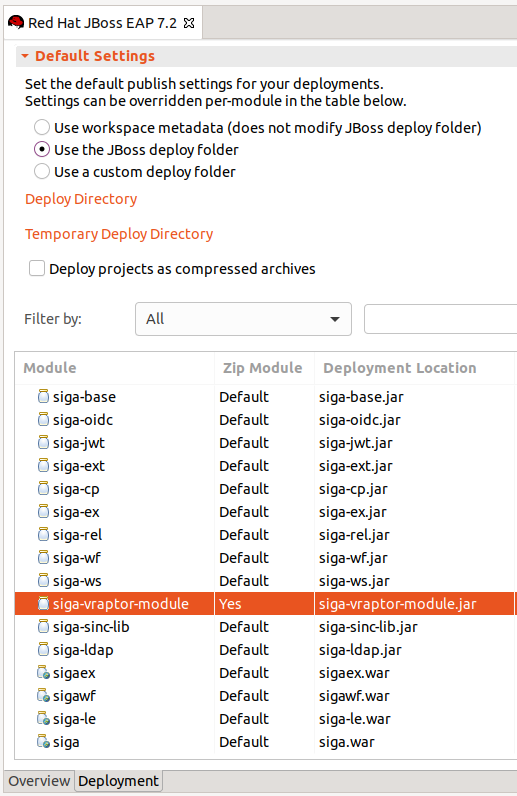 Red Hat JBoss EAP 7.2
Default Settings
Set the default publish settings for your deployments.
Settings can be overridden per-module in the table below.
Use workspace metadata (does not modify JBoss deploy folder)
Use the JBoss deploy folder
Use a custom deploy folder
Deploy Directory
Temporary Deploy Directory
Deploy projects as compressed archives
Filter by: All
Module Zip Module Deployment Location
siga-base Default siga-base.jar
siga-oidc Default siga-oidc.jar
siga-jwt Default siga-jwt.jar
siga-ext Default siga-ext.jar
siga-cp Default siga-cp.jar
siga-ex Default siga-ex.jar
siga-rel Default siga-rel.jar
siga-wf Default siga-wf.jar
siga-ws Default siga-ws.jar
siga-vraptor-module Yes siga-vraptor-module.jar
siga-sinc-lib Default siga-sinc-lib.jar
siga-ldap Default siga-ldap.jar
sigaex Default sigaex.war
sigawf Default sigawf.war
siga-le Default siga-le.war
siga Default siga.war
Overview Deployment